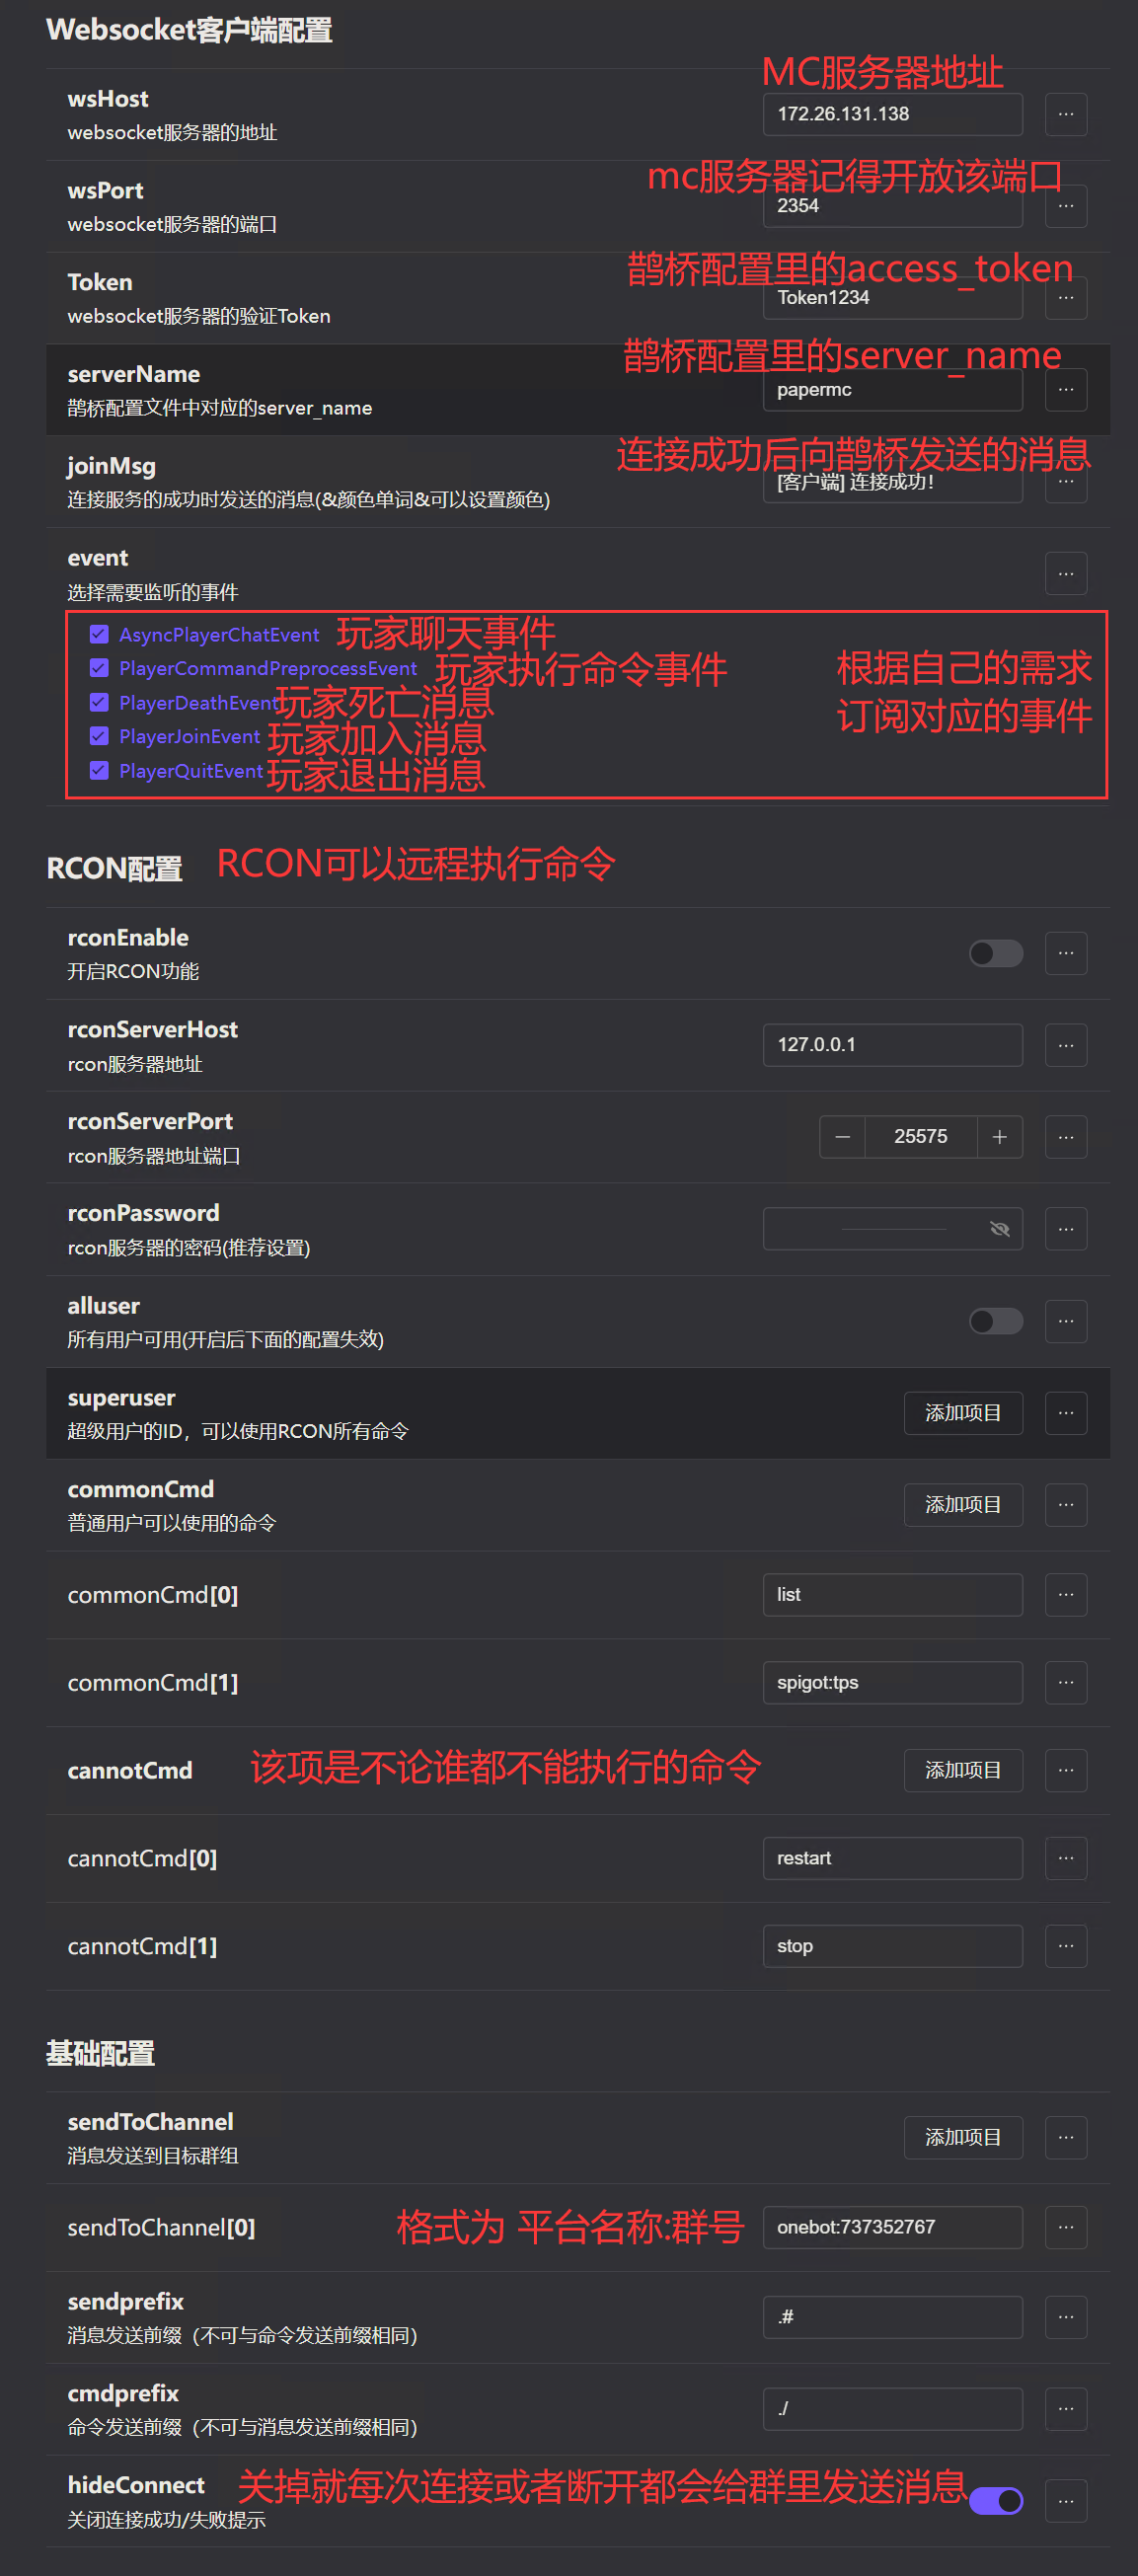 Websocket客户端配置
MC服务器地址
wsHost
websocket服务器的地址
172.26.131.138
mc服务器记得开放该端口
wsPort
websocket服务器的端口
2354
鹊桥配置里的access_token
Token
websocket服务器的验证Token
Token1234
鹊桥配置里的server_name
serverName
鹊桥配置文件中对应的server_name
papermc
连接成功后向鹊桥发送的消息
joinMsg
连接服务的成功时发送的消息(&颜色单词&可以设置颜色)
[客户端] 连接成功!
event
选择需要监听的事件
AsyncPlayerChatEvent 玩家聊天事件
PlayerCommandPreprocessEvent 玩家执行命令事件
PlayerDeathEvent 玩家死亡消息
PlayerJoinEvent 玩家加入消息
PlayerQuitEvent 玩家退出消息
根据自己的需求
订阅对应的事件
RCON配置 RCON可以远程执行命令
rconEnable
开启RCON功能
rconServerHost
rcon服务器地址
127.0.0.1
rconServerPort
rcon服务器地址端口
25575
rconPassword
rcon服务器的密码(推荐设置)
alluser
所有用户可用(开启后下面的配置失效)
superuser
超级用户的ID，可以使用RCON所有命令
添加项目
commonCmd
普通用户可以使用的命令
添加项目
commonCmd[0] list
commonCmd[1] spigot:tps
cannotCmd 该项是不论谁都不能执行的命令 添加项目
cannotCmd[0] restart
cannotCmd[1] stop
基础配置
sendToChannel
消息发送到目标群组
添加项目
sendToChannel[0] 格式为 平台名称:群号 onebot:737352767
sendprefix
消息发送前缀（不可与命令发送前缀相同）
.#
cmdprefix
命令发送前缀（不可与消息发送前缀相同）
./
hideConnect 关掉就每次连接或者断开都会给群里发送消息
关闭连接成功/失败提示